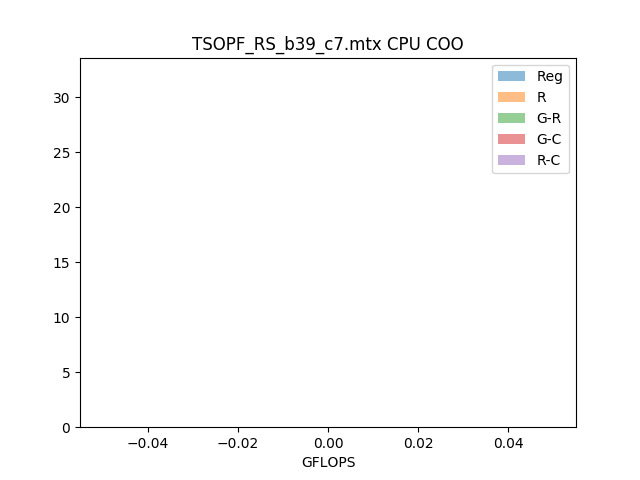 TSOPF_RS_b39_c7.mtx CPU COO
Reg
R
G-R
G-C
R-C
30
25
20
15
10
5
0
−0.04 −0.02 0.00 0.02 0.04
GFLOPS